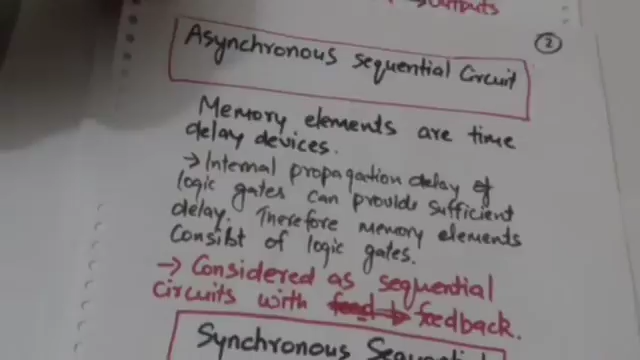 → Outputs
2
Asynchronous Sequential Circuit
Memory elements are time
delay devices.
→ Internal propagation delay of
logic gates can provide sufficient
delay. Therefore memory elements
consist of logic gates.
→ Considered as sequential
circuits with feedback.
Synchronous